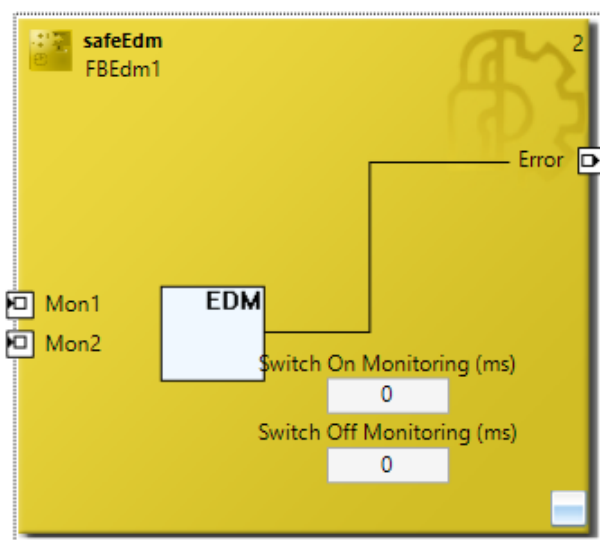 safeEdm
FBEdm1
2
Error
Mon1
Mon2
EDM
Switch On Monitoring (ms)
0
Switch Off Monitoring (ms)
0